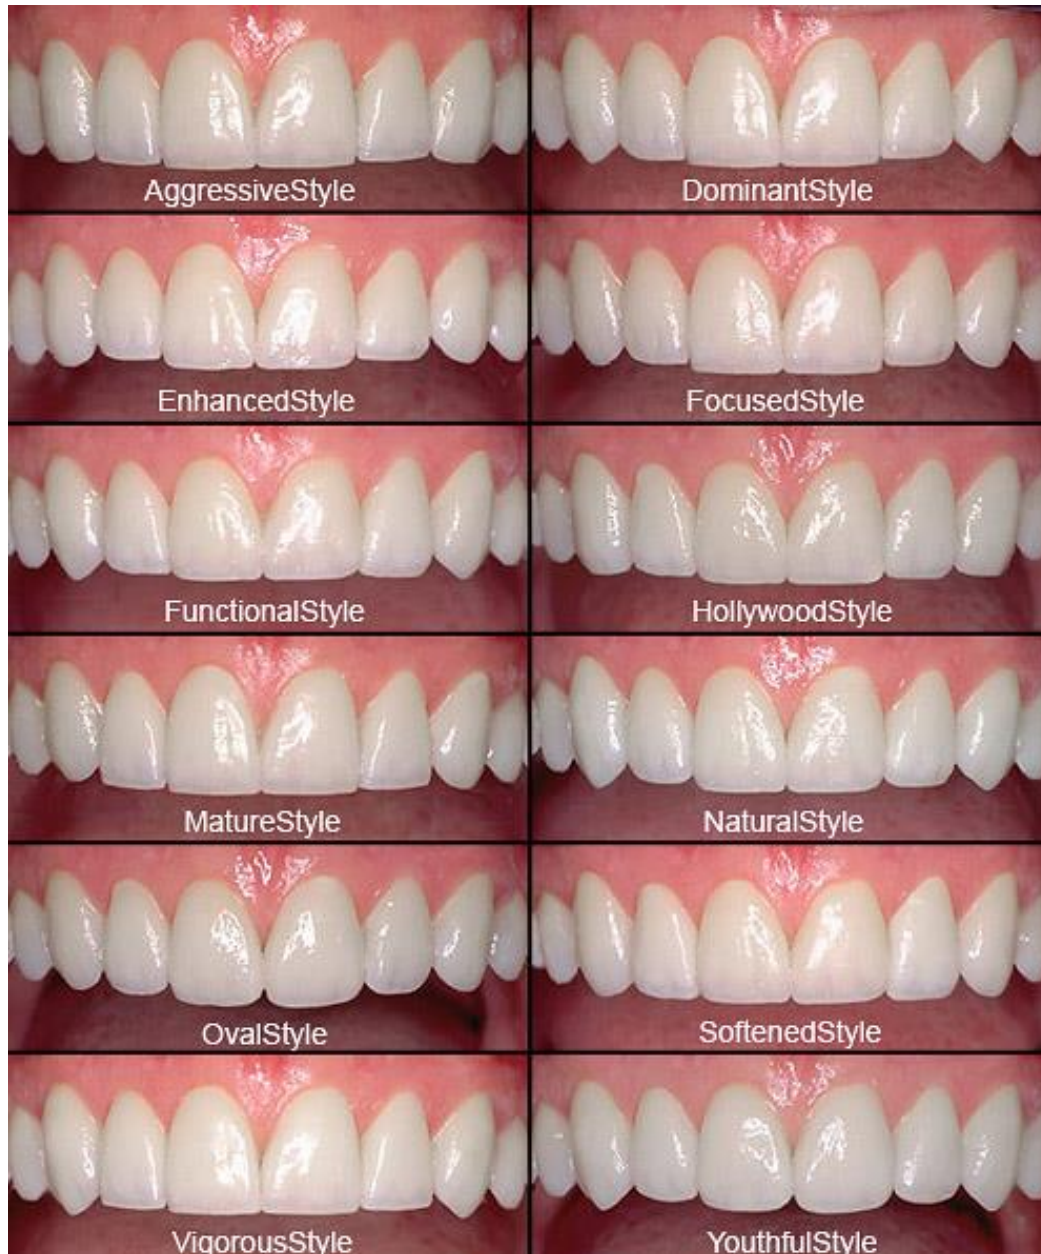 AggressiveStyle
DominantStyle
EnhancedStyle
FocusedStyle
FunctionalStyle
HollywoodStyle
MatureStyle
NaturalStyle
OvalStyle
SoftenedStyle
VigorousStyle
YouthfulStyle